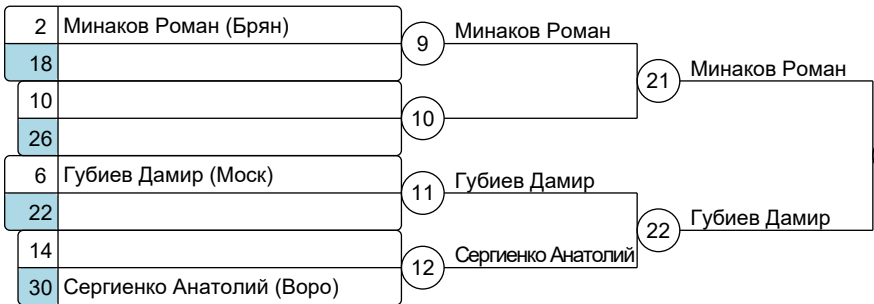 2 Минаков Роман (Брян)
9 Минаков Роман
18
21 Минаков Роман
10
10
26
6 Губиев Дамир (Моск)
11 Губиев Дамир
22
22 Губиев Дамир
14
12 Сергиенко Анатолий
30 Сергиенко Анатолий (Воро)